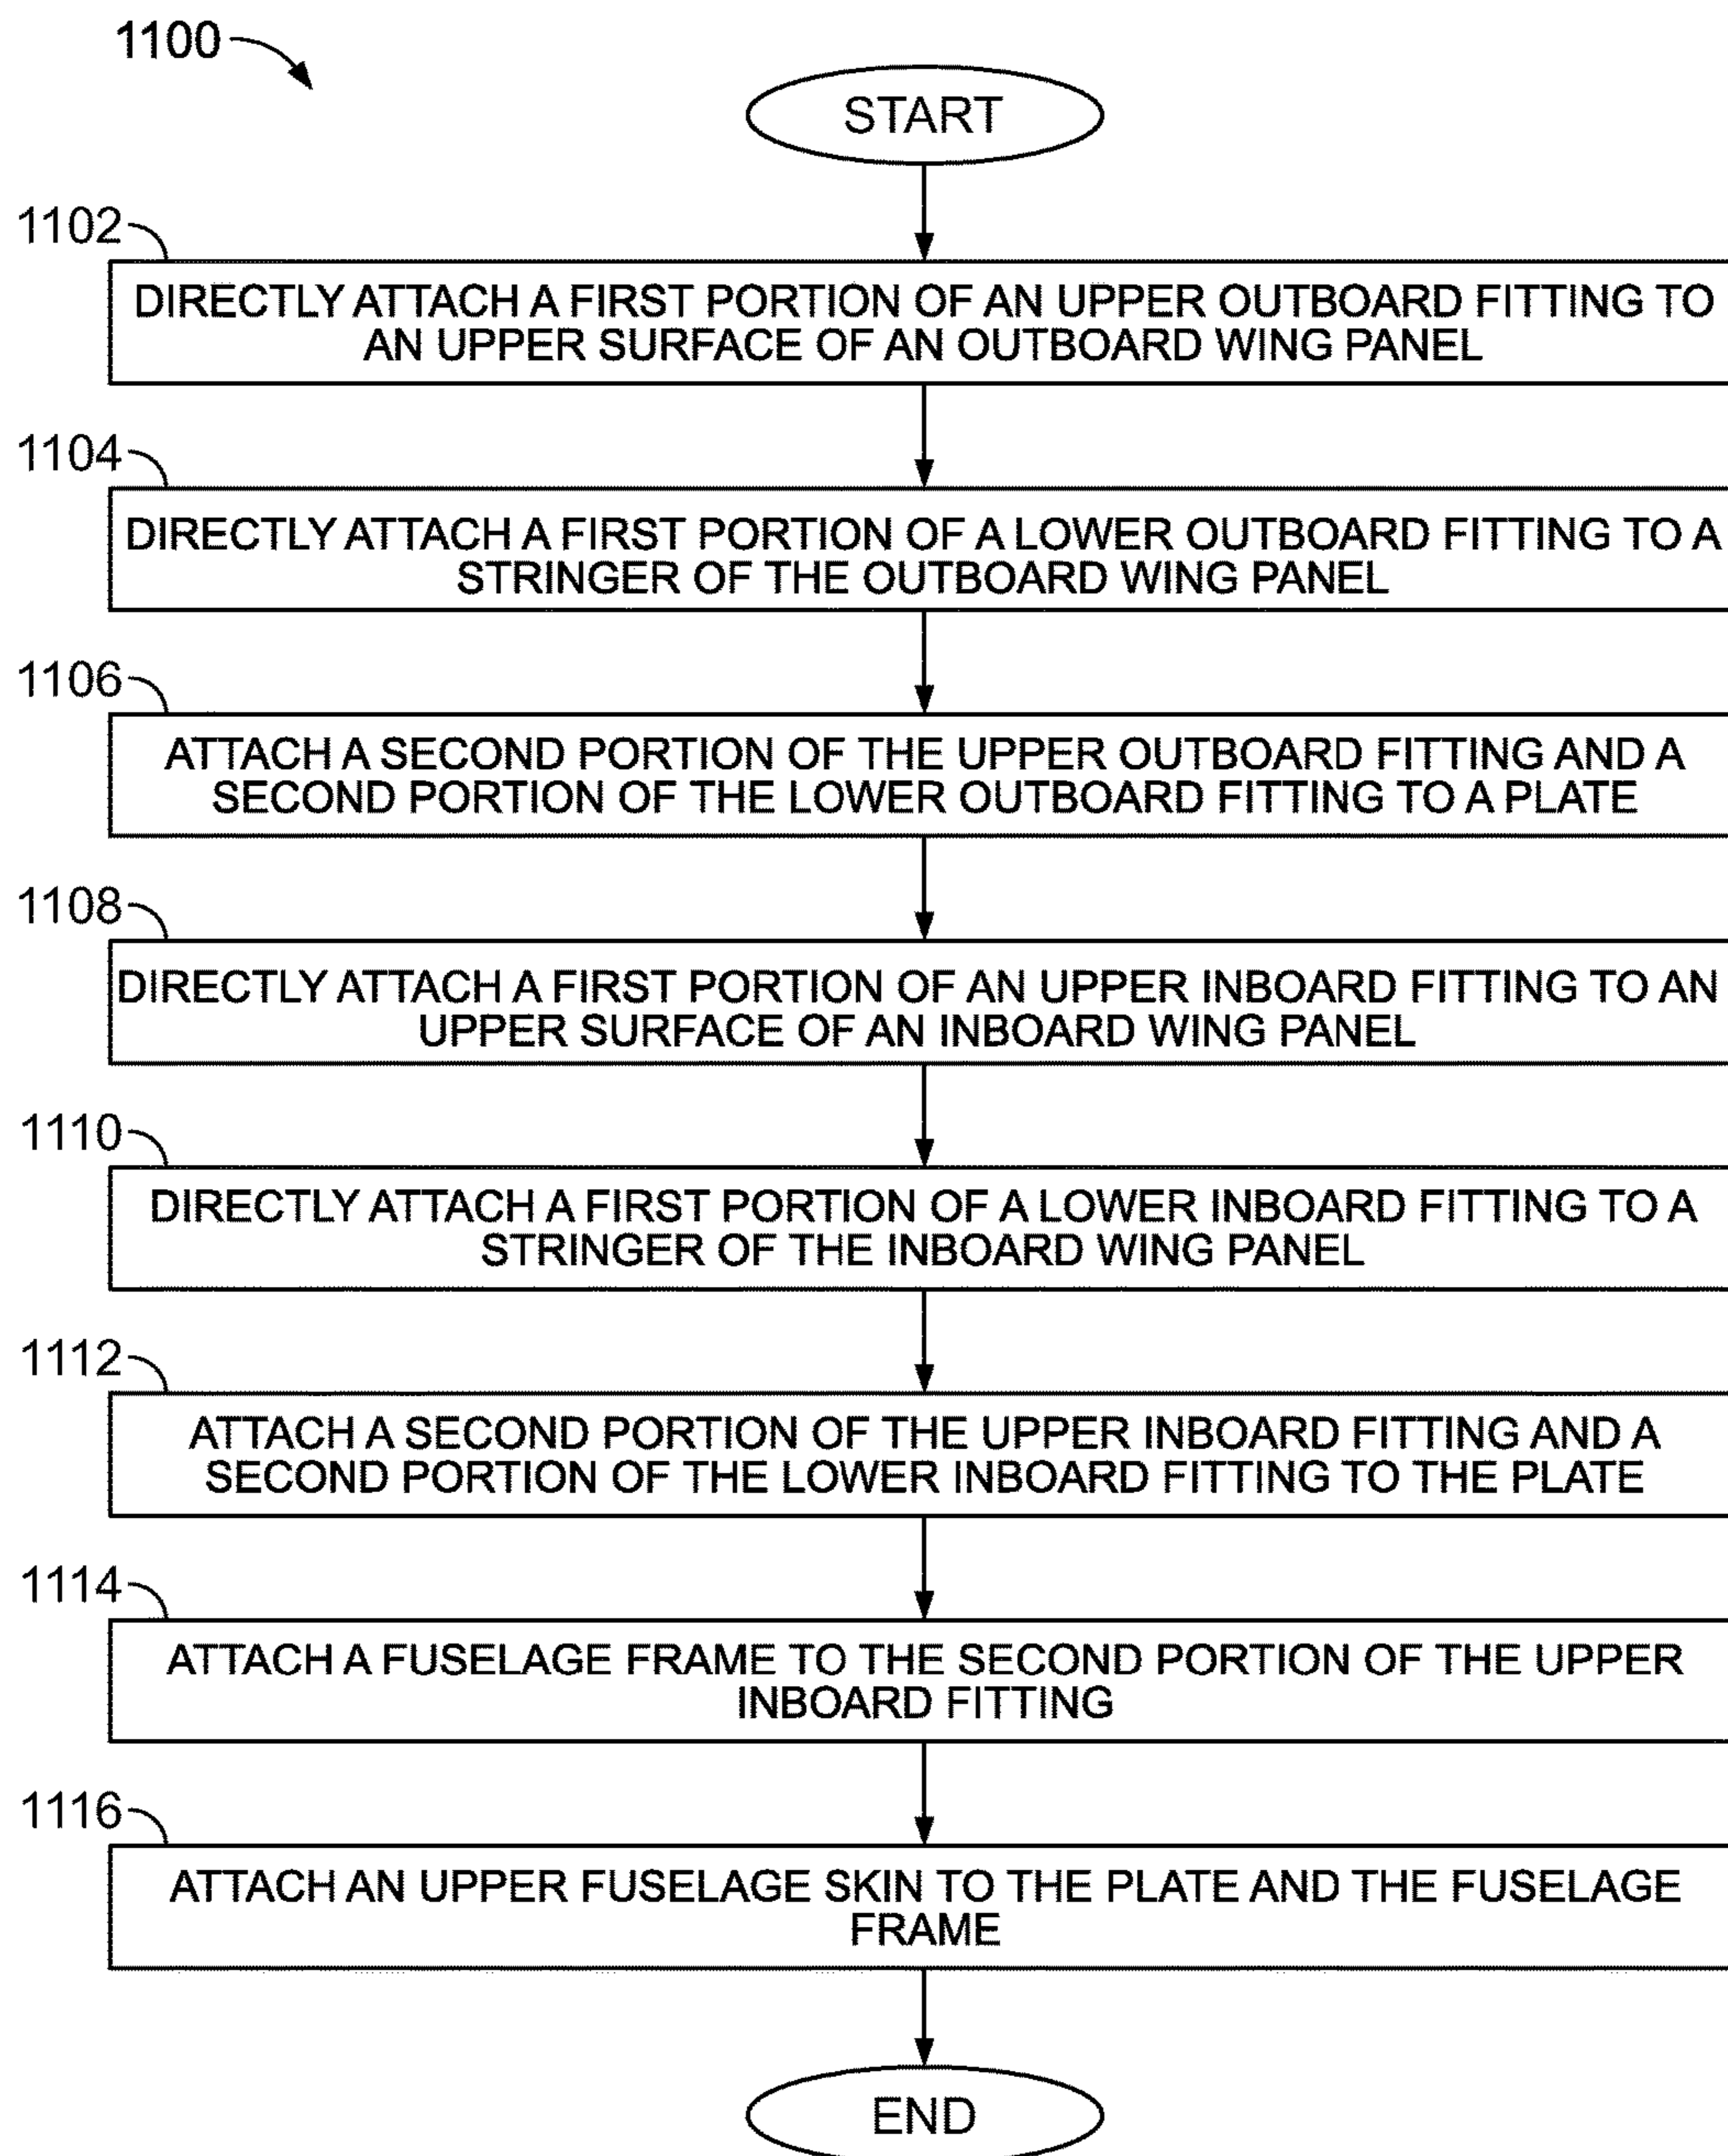 1100
START
1102
DIRECTLY ATTACH A FIRST PORTION OF AN UPPER OUTBOARD FITTING TO
AN UPPER SURFACE OF AN OUTBOARD WING PANEL
1104
DIRECTLY ATTACH A FIRST PORTION OF A LOWER OUTBOARD FITTING TO A
STRINGER OF THE OUTBOARD WING PANEL
1106
ATTACH A SECOND PORTION OF THE UPPER OUTBOARD FITTING AND A
SECOND PORTION OF THE LOWER OUTBOARD FITTING TO A PLATE
1108
DIRECTLY ATTACH A FIRST PORTION OF AN UPPER INBOARD FITTING TO AN
UPPER SURFACE OF AN INBOARD WING PANEL
1110
DIRECTLY ATTACH A FIRST PORTION OF A LOWER INBOARD FITTING TO A
STRINGER OF THE INBOARD WING PANEL
1112
ATTACH A SECOND PORTION OF THE UPPER INBOARD FITTING AND A
SECOND PORTION OF THE LOWER INBOARD FITTING TO THE PLATE
1114
ATTACH A FUSELAGE FRAME TO THE SECOND PORTION OF THE UPPER
INBOARD FITTING
1116
ATTACH AN UPPER FUSELAGE SKIN TO THE PLATE AND THE FUSELAGE
FRAME
END